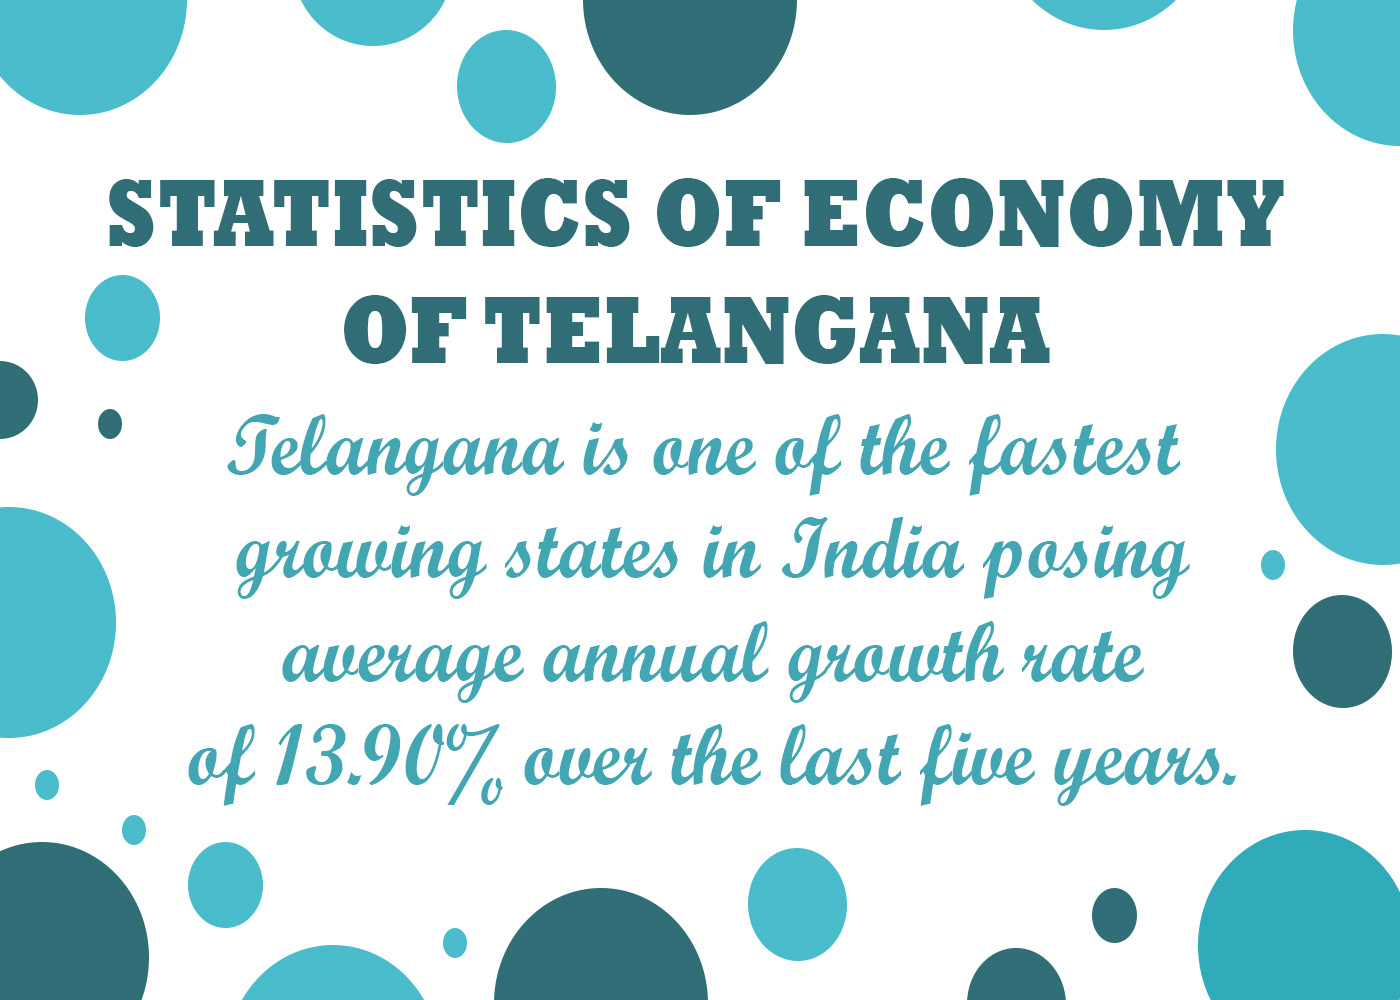 STATISTICS OF ECONOMY
OF TELANGANA
Telangana is one of the fastest
growing states in India posing
average annual growth rate
of 13.90% over the last five years.